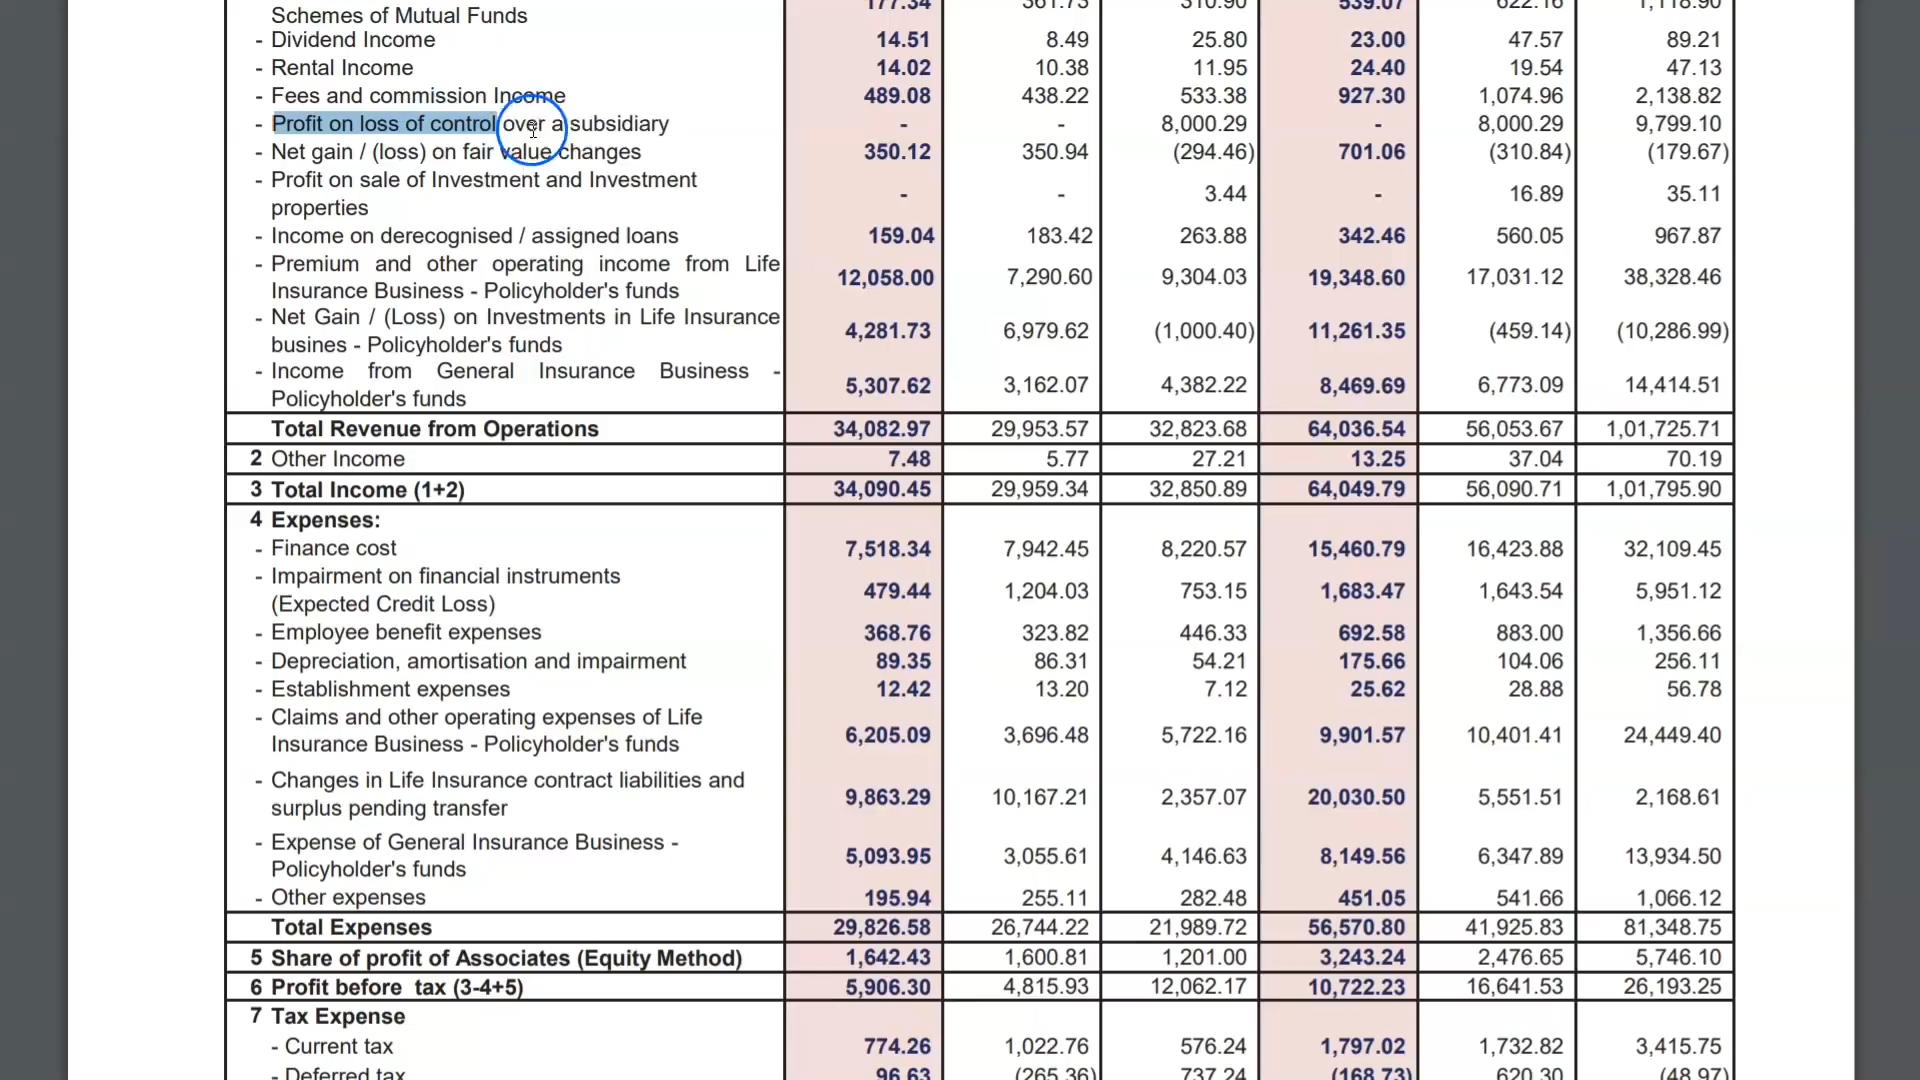 177.34 361.73 310.90 539.07 622.16 1,118.90
Schemes of Mutual Funds
- Dividend Income 14.51 8.49 25.80 23.00 47.57 89.21
- Rental Income 14.02 10.38 11.95 24.40 19.54 47.13
- Fees and commission Income 489.08 438.22 533.38 927.30 1,074.96 2,138.82
- Profit on loss of control over a subsidiary - - 8,000.29 - 8,000.29 9,799.10
- Net gain / (loss) on fair value changes 350.12 350.94 (294.46) 701.06 (310.84) (179.67)
- Profit on sale of Investment and Investment
properties - - 3.44 - 16.89 35.11
- Income on derecognised / assigned loans 159.04 183.42 263.88 342.46 560.05 967.87
- Premium and other operating income from Life
Insurance Business - Policyholder's funds 12,058.00 7,290.60 9,304.03 19,348.60 17,031.12 38,328.46
- Net Gain / (Loss) on Investments in Life Insurance
busines - Policyholder's funds 4,281.73 6,979.62 (1,000.40) 11,261.35 (459.14) (10,286.99)
- Income from General Insurance Business -
Policyholder's funds 5,307.62 3,162.07 4,382.22 8,469.69 6,773.09 14,414.51
Total Revenue from Operations 34,082.97 29,953.57 32,823.68 64,036.54 56,053.67 1,01,725.71
2 Other Income 7.48 5.77 27.21 13.25 37.04 70.19
3 Total Income (1+2) 34,090.45 29,959.34 32,850.89 64,049.79 56,090.71 1,01,795.90
4 Expenses:
- Finance cost 7,518.34 7,942.45 8,220.57 15,460.79 16,423.88 32,109.45
- Impairment on financial instruments
(Expected Credit Loss) 479.44 1,204.03 753.15 1,683.47 1,643.54 5,951.12
- Employee benefit expenses 368.76 323.82 446.33 692.58 883.00 1,356.66
- Depreciation, amortisation and impairment 89.35 86.31 54.21 175.66 104.06 256.11
- Establishment expenses 12.42 13.20 7.12 25.62 28.88 56.78
- Claims and other operating expenses of Life
Insurance Business - Policyholder's funds 6,205.09 3,696.48 5,722.16 9,901.57 10,401.41 24,449.40
- Changes in Life Insurance contract liabilities and
surplus pending transfer 9,863.29 10,167.21 2,357.07 20,030.50 5,551.51 2,168.61
- Expense of General Insurance Business -
Policyholder's funds 5,093.95 3,055.61 4,146.63 8,149.56 6,347.89 13,934.50
- Other expenses 195.94 255.11 282.48 451.05 541.66 1,066.12
Total Expenses 29,826.58 26,744.22 21,989.72 56,570.80 41,925.83 81,348.75
5 Share of profit of Associates (Equity Method) 1,642.43 1,600.81 1,201.00 3,243.24 2,476.65 5,746.10
6 Profit before tax (3-4+5) 5,906.30 4,815.93 12,062.17 10,722.23 16,641.53 26,193.25
7 Tax Expense
- Current tax 774.26 1,022.76 576.24 1,797.02 1,732.82 3,415.75
- Deferred tax 96.63 (265.36) 737.24 (168.73) 620.30 (48.97)